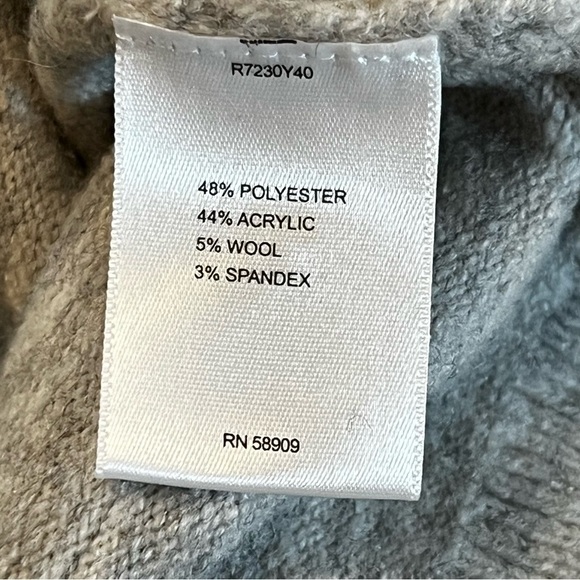 R7230Y40
48% POLYESTER
44% ACRYLIC
5% WOOL
3% SPANDEX
RN 58909